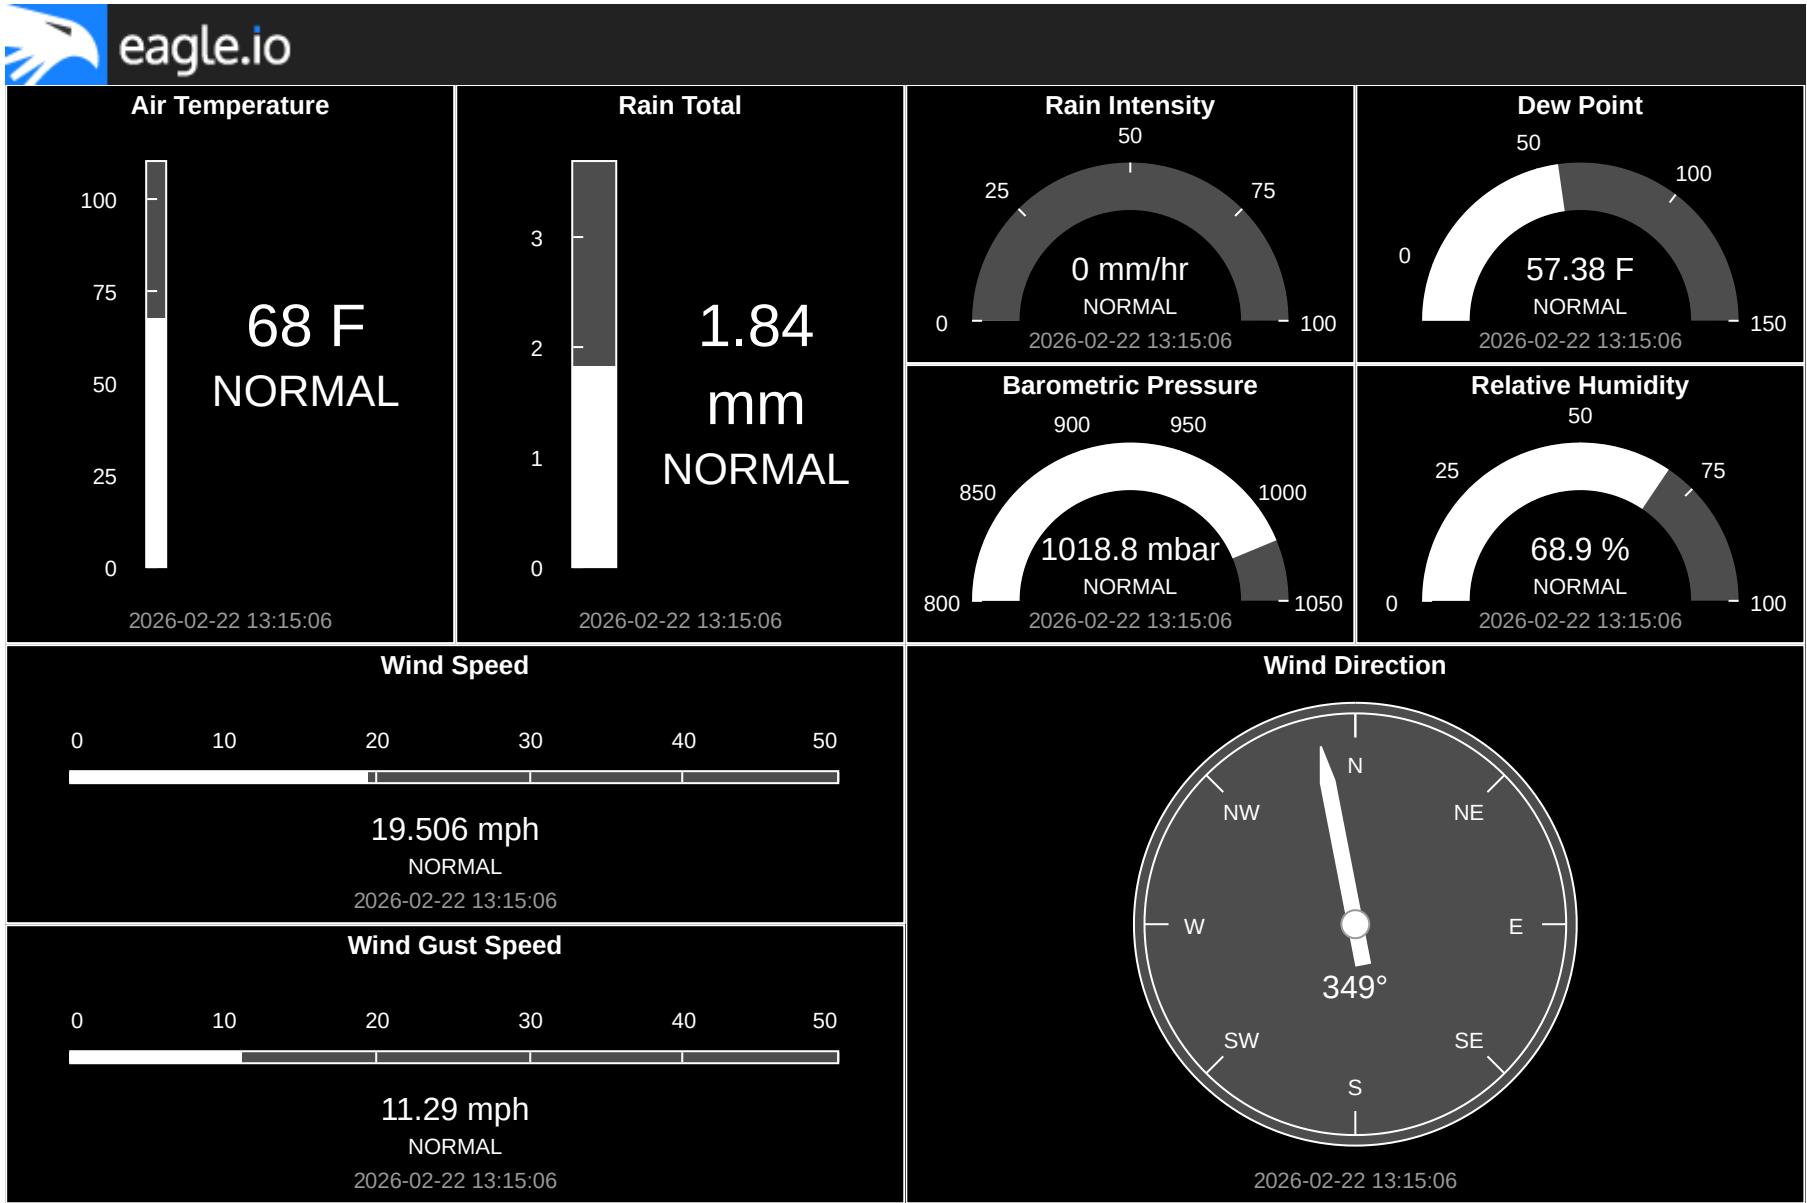 eagle.io
Air Temperature
100
75
50
25
0
68 F
NORMAL
2026-02-22 13:15:06
Rain Total
3
2
1
0
1.84
mm
NORMAL
2026-02-22 13:15:06
Rain Intensity
0
25
50
75
100
0 mm/hr
NORMAL
2026-02-22 13:15:06
Dew Point
0
50
100
150
57.38 F
NORMAL
2026-02-22 13:15:06
Barometric Pressure
800
850
900
950
1000
1050
1018.8 mbar
NORMAL
2026-02-22 13:15:06
Relative Humidity
0
25
50
75
100
68.9 %
NORMAL
2026-02-22 13:15:06
Wind Speed
0 10 20 30 40 50
19.506 mph
NORMAL
2026-02-22 13:15:06
Wind Gust Speed
0 10 20 30 40 50
11.29 mph
NORMAL
2026-02-22 13:15:06
Wind Direction
N
NW NE
W E
349°
SW SE
S
2026-02-22 13:15:06